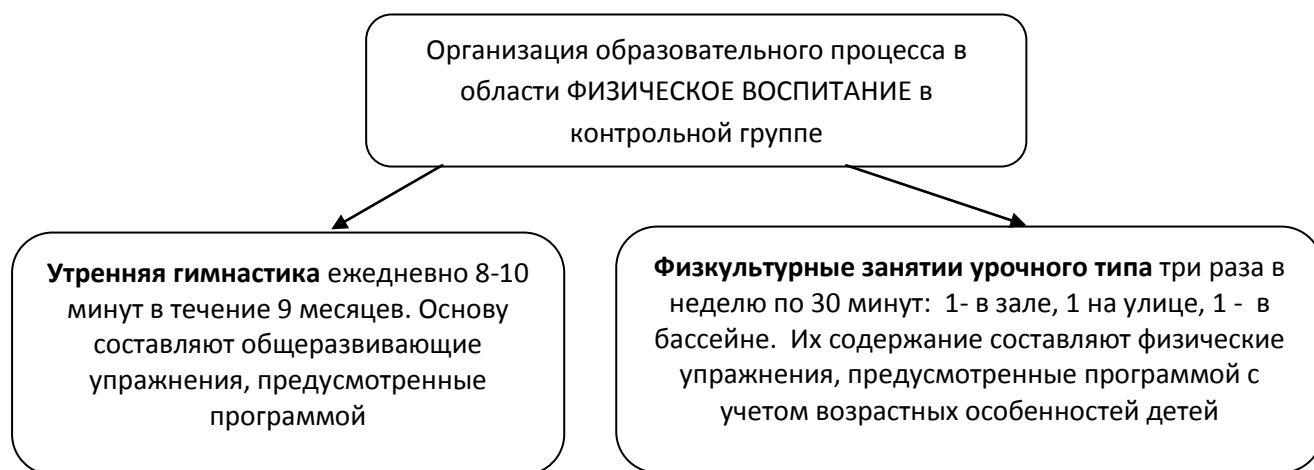 Организация образовательного процесса в
области ФИЗИЧЕСКОЕ ВОСПИТАНИЕ в
контрольной группе
Утренняя гимнастика ежедневно 8-10
минут в течение 9 месяцев. Основу
составляют общеразвивающие
упражнения, предусмотренные
программой
Физкультурные занятии урочного типа три раза в
неделю по 30 минут: 1- в зале, 1 на улице, 1 - в
бассейне. Их содержание составляют физические
упражнения, предусмотренные программой с
учетом возрастных особенностей детей